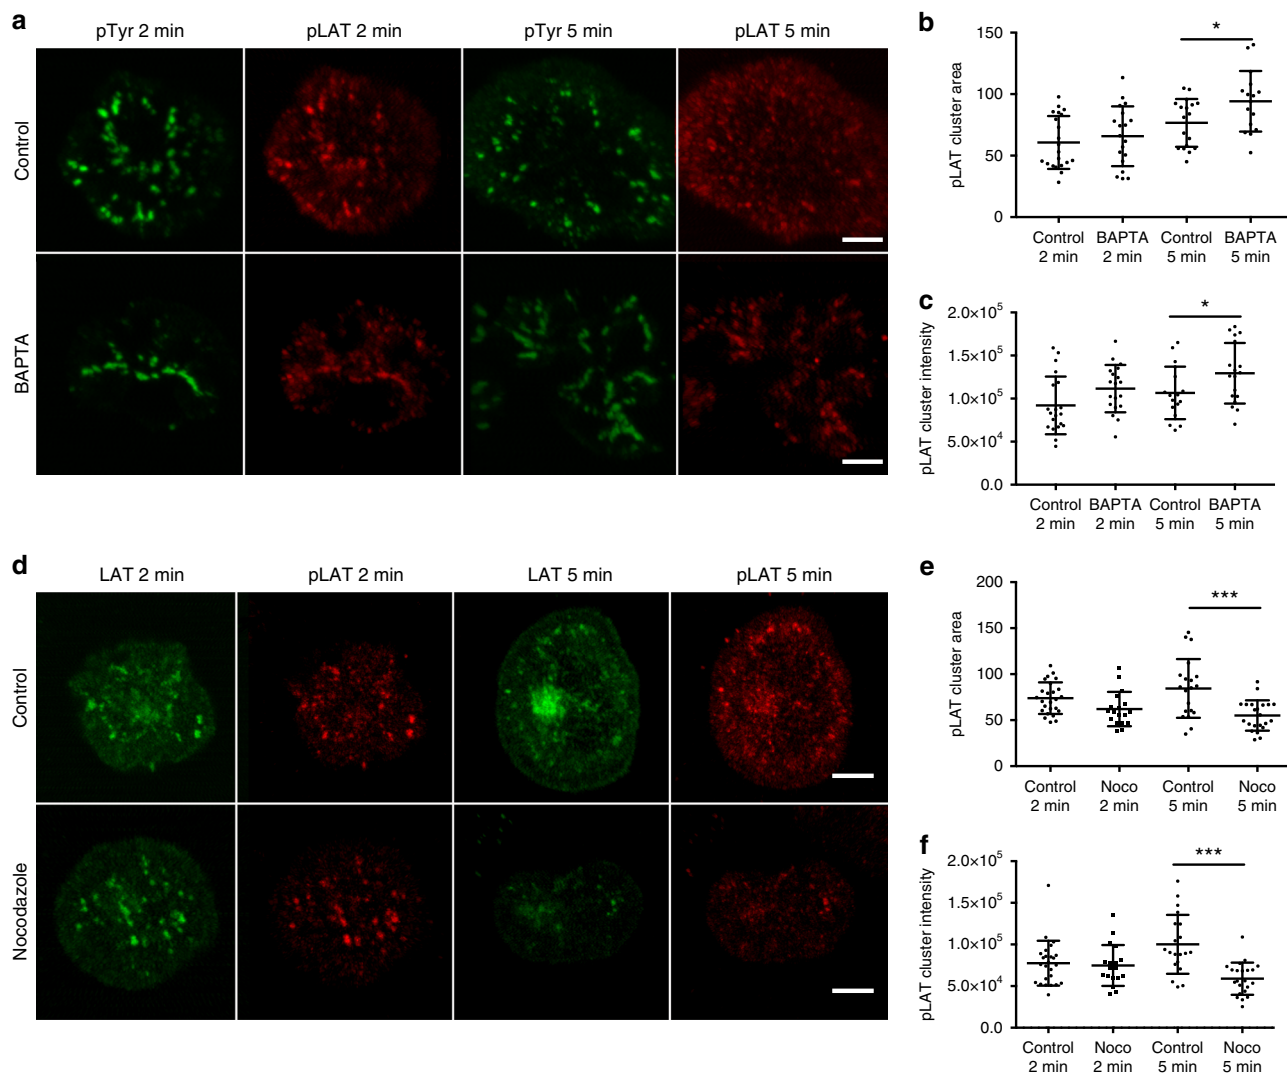 a
pTyr 2 min pLAT 2 min pTyr 5 min pLAT 5 min
Control
BAPTA
b
pLAT cluster area
150
100
50
0
*
Control 2 min
BAPTA 2 min
Control 5 min
BAPTA 5 min
c
pLAT cluster intensity
2.0×10⁵
1.5×10⁵
1.0×10⁵
5.0×10⁴
0.0
*
Control 2 min
BAPTA 2 min
Control 5 min
BAPTA 5 min
d
LAT 2 min pLAT 2 min LAT 5 min pLAT 5 min
Control
Nocodazole
e
pLAT cluster area
200
150
100
50
0
***
Control 2 min
Noco 2 min
Control 5 min
Noco 5 min
f
pLAT cluster intensity
2.0×10⁵
1.5×10⁵
1.0×10⁵
5.0×10⁴
0.0
***
Control 2 min
Noco 2 min
Control 5 min
Noco 5 min